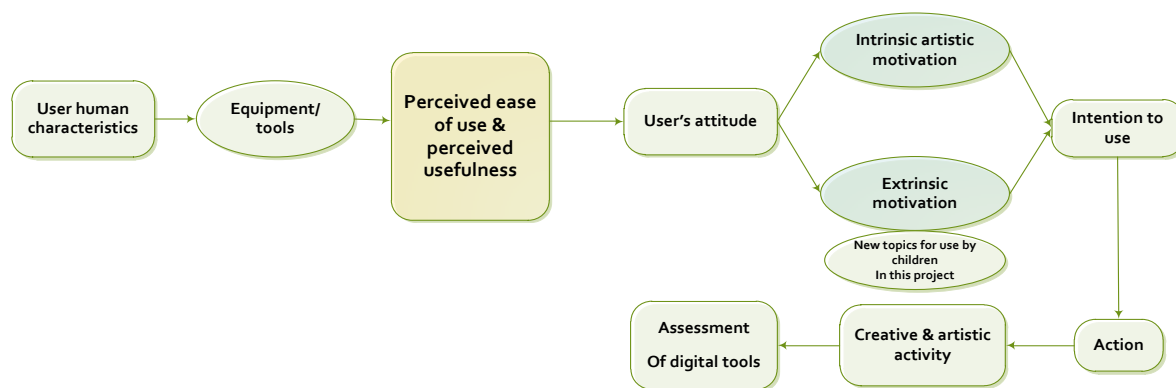 User human
characteristics
Equipment/
tools
Perceived ease
of use &
perceived
usefulness
User's attitude
Intrinsic artistic
motivation
Extrinsic
motivation
New topics for use by
children
In this project
Intention to
use
Action
Creative & artistic
activity
Assessment
Of digital tools